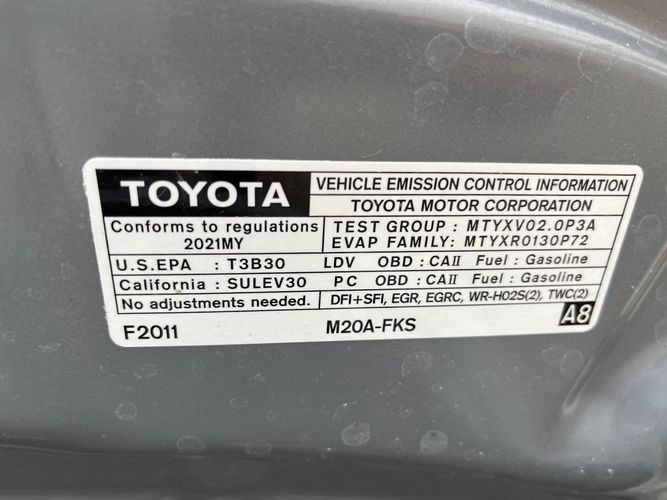 TOYOTA
VEHICLE EMISSION CONTROL INFORMATION
TOYOTA MOTOR CORPORATION
Conforms to regulations
2021MY
TEST GROUP : MTYXV02.0P3A
EVAP FAMILY: MTYXR0130P72
U.S.EPA : T3B30 LDV OBD : CAII Fuel : Gasoline
California : SULEV30 PC OBD : CAII Fuel : Gasoline
No adjustments needed. DFI+SFI, EGR, EGRC, WR-HO2S(2), TWC(2)
F2011 M20A-FKS A8